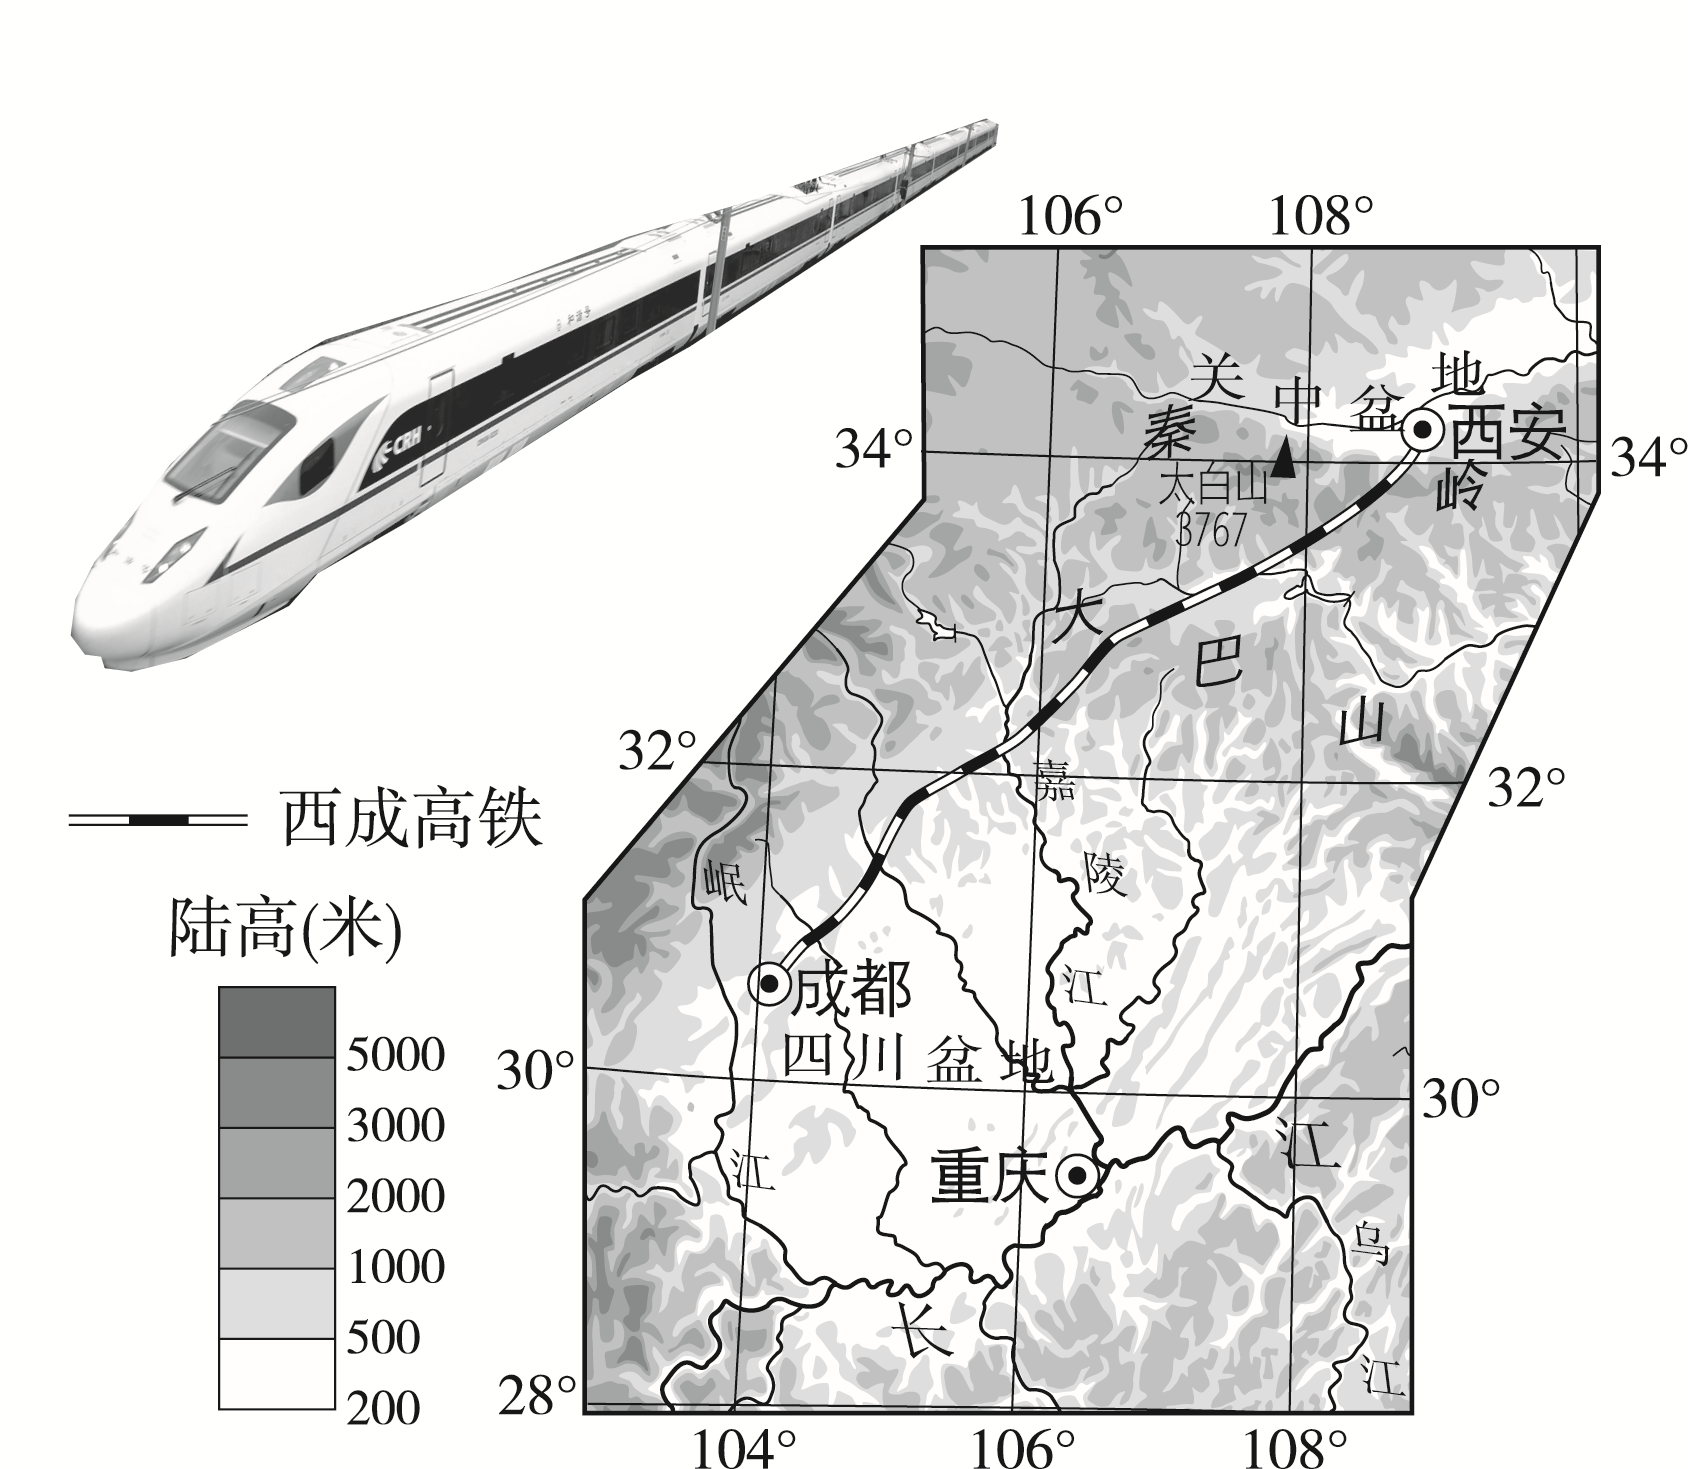 106° 108°
关中盆地
西安
秦岭
34° 34°
太白山
3767
CRH
大巴山
32° 32°
嘉陵江
西成高铁
岷江
陆高(米)
成都
四川盆地
5000
3000
2000
1000
500
200
30° 30°
重庆
长江
乌江
28°
104° 106° 108°